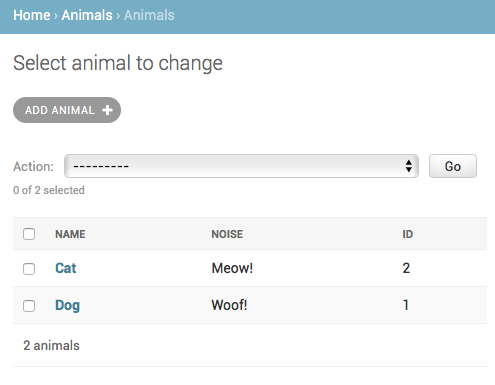 Home › Animals › Animals
Select animal to change
ADD ANIMAL +
Action: --------- Go
0 of 2 selected
NAME NOISE ID
Cat Meow! 2
Dog Woof! 1
2 animals